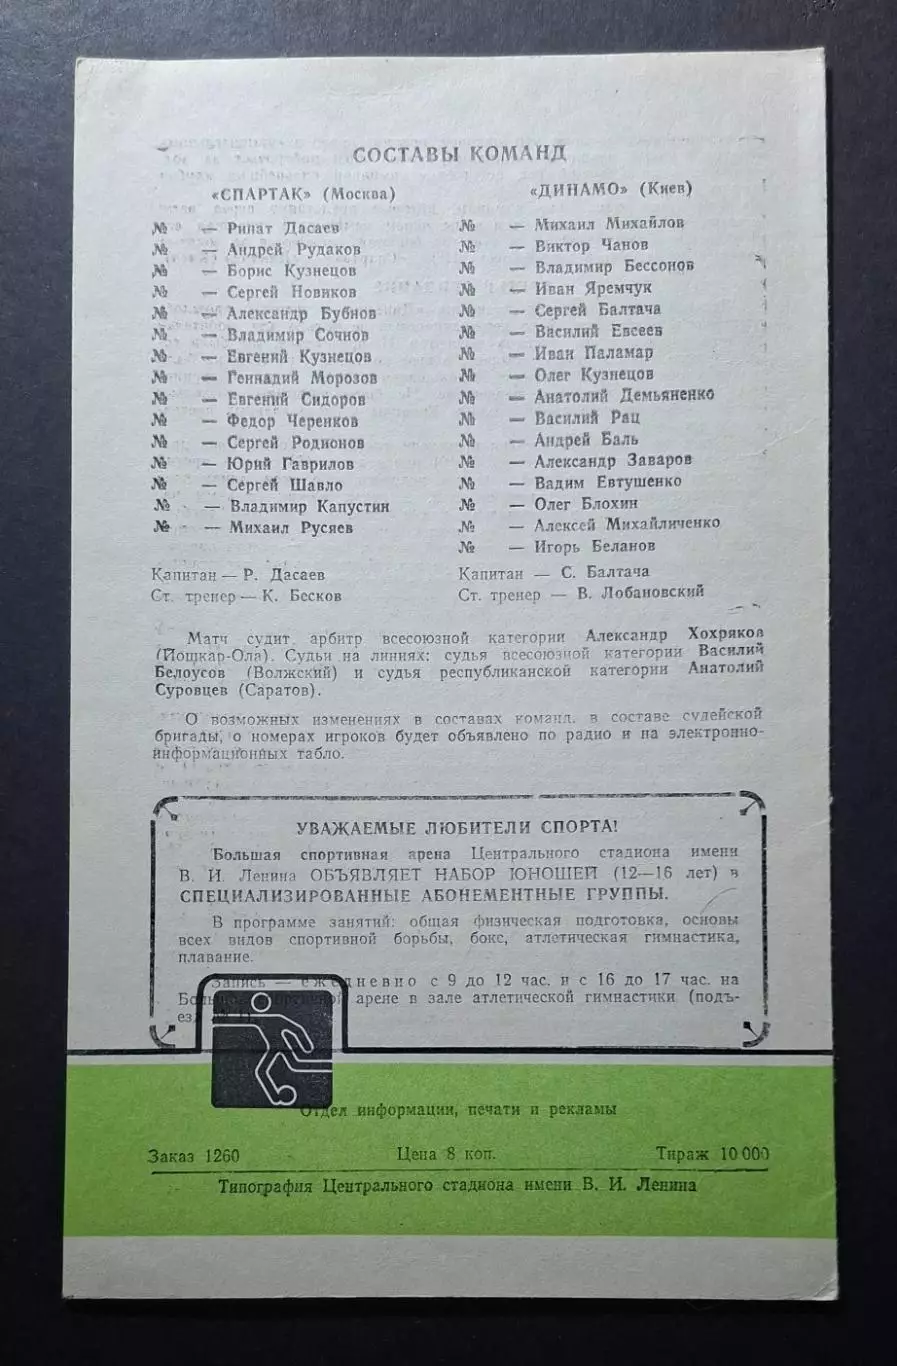 СОСТАВЫ КОМАНД
«СПАРТАК» (Москва)
№ — Ринат Дасаев
№ — Андрей Рудаков
№ — Борис Кузнецов
№ — Сергей Новиков
№ — Александр Бубнов
№ — Владимир Сочнов
№ — Евгений Кузнецов
№ — Геннадий Морозов
№ — Евгений Сидоров
№ — Федор Черенков
№ — Сергей Родионов
№ — Юрий Гаврилов
№ — Сергей Шавло
№ — Владимир Капустин
№ — Михаил Русяев
Капитан — Р. Дасаев
Ст. тренер — К. Бесков
«ДИНАМО» (Киев)
№ — Михаил Михайлов
№ — Виктор Чанов
№ — Владимир Бессонов
№ — Иван Яремчук
№ — Сергей Балтача
№ — Василий Евсеев
№ — Иван Паламар
№ — Олег Кузнецов
№ — Анатолий Демьяненко
№ — Василий Рац
№ — Андрей Баль
№ — Александр Заваров
№ — Вадим Евтушенко
№ — Олег Блохин
№ — Алексей Михайличенко
№ — Игорь Беланов
Капитан — С. Балтача
Ст. тренер — В. Лобановский
Матч судит арбитр всесоюзной категории Александр Хохряков
(Йошкар-Ола). Судьи на линиях: судья всесоюзной категории Василий
Белоусов (Волжский) и судья республиканской категории Анатолий
Суровцев (Саратов).
О возможных изменениях в составах команд, в составе судейской
бригады, о номерах игроков будет объявлено по радио и на электронно-
информационных табло.
УВАЖАЕМЫЕ ЛЮБИТЕЛИ СПОРТА!
Большая спортивная арена Центрального стадиона имени
В. И. Ленина ОБЪЯВЛЯЕТ НАБОР ЮНОШЕЙ (12—16 лет) в
СПЕЦИАЛИЗИРОВАННЫЕ АБОНЕМЕНТНЫЕ ГРУППЫ.
В программе занятий: общая физическая подготовка, основы
всех видов спортивной борьбы, бокс, атлетическая гимнастика,
плавание.
Запись — ежедневно с 9 до 12 час. и с 16 до 17 час. на
арене в зале атлетической гимнастики (подъ-
Отдел информации, печати и рекламы
Заказ 1260 Цена 8 коп. Тираж 10 000
Типография Центрального стадиона имени В. И. Ленина